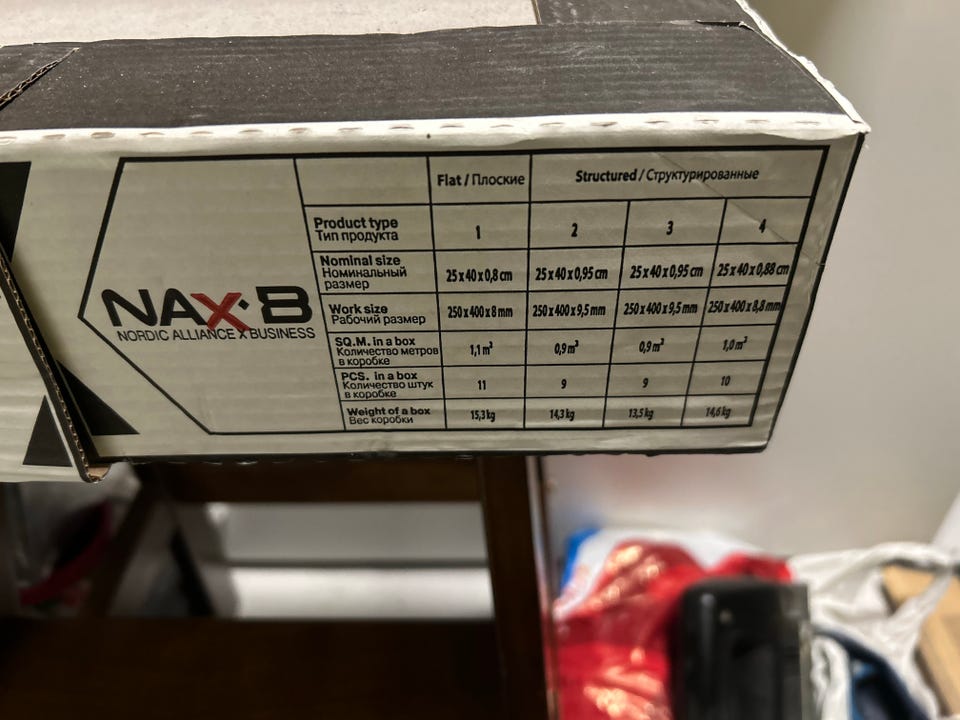 NAX·B
NORDIC ALLIANCE X BUSINESS
Flat / Плоские Structured / Структурированные
Product type
Тип продукта 1 2 3 4
Nominal size
Номинальный
размер 25 x 40 x 0,8 cm 25 x 40 x 0,95 cm 25 x 40 x 0,95 cm 25 x 40 x 0,88 cm
Work size
Рабочий размер 250 x 400 x 8 mm 250 x 400 x 9,5 mm 250 x 400 x 9,5 mm 250 x 400 x 8,8 mm
SQ.M. in a box
Количество метров
в коробке 1,1 m² 0,9 m² 0,9 m² 1,0 m²
PCS. in a box
Количество штук
в коробке 11 9 9 10
Weight of a box
Вес коробки 15,3 kg 14,3 kg 13,5 kg 14,6 kg